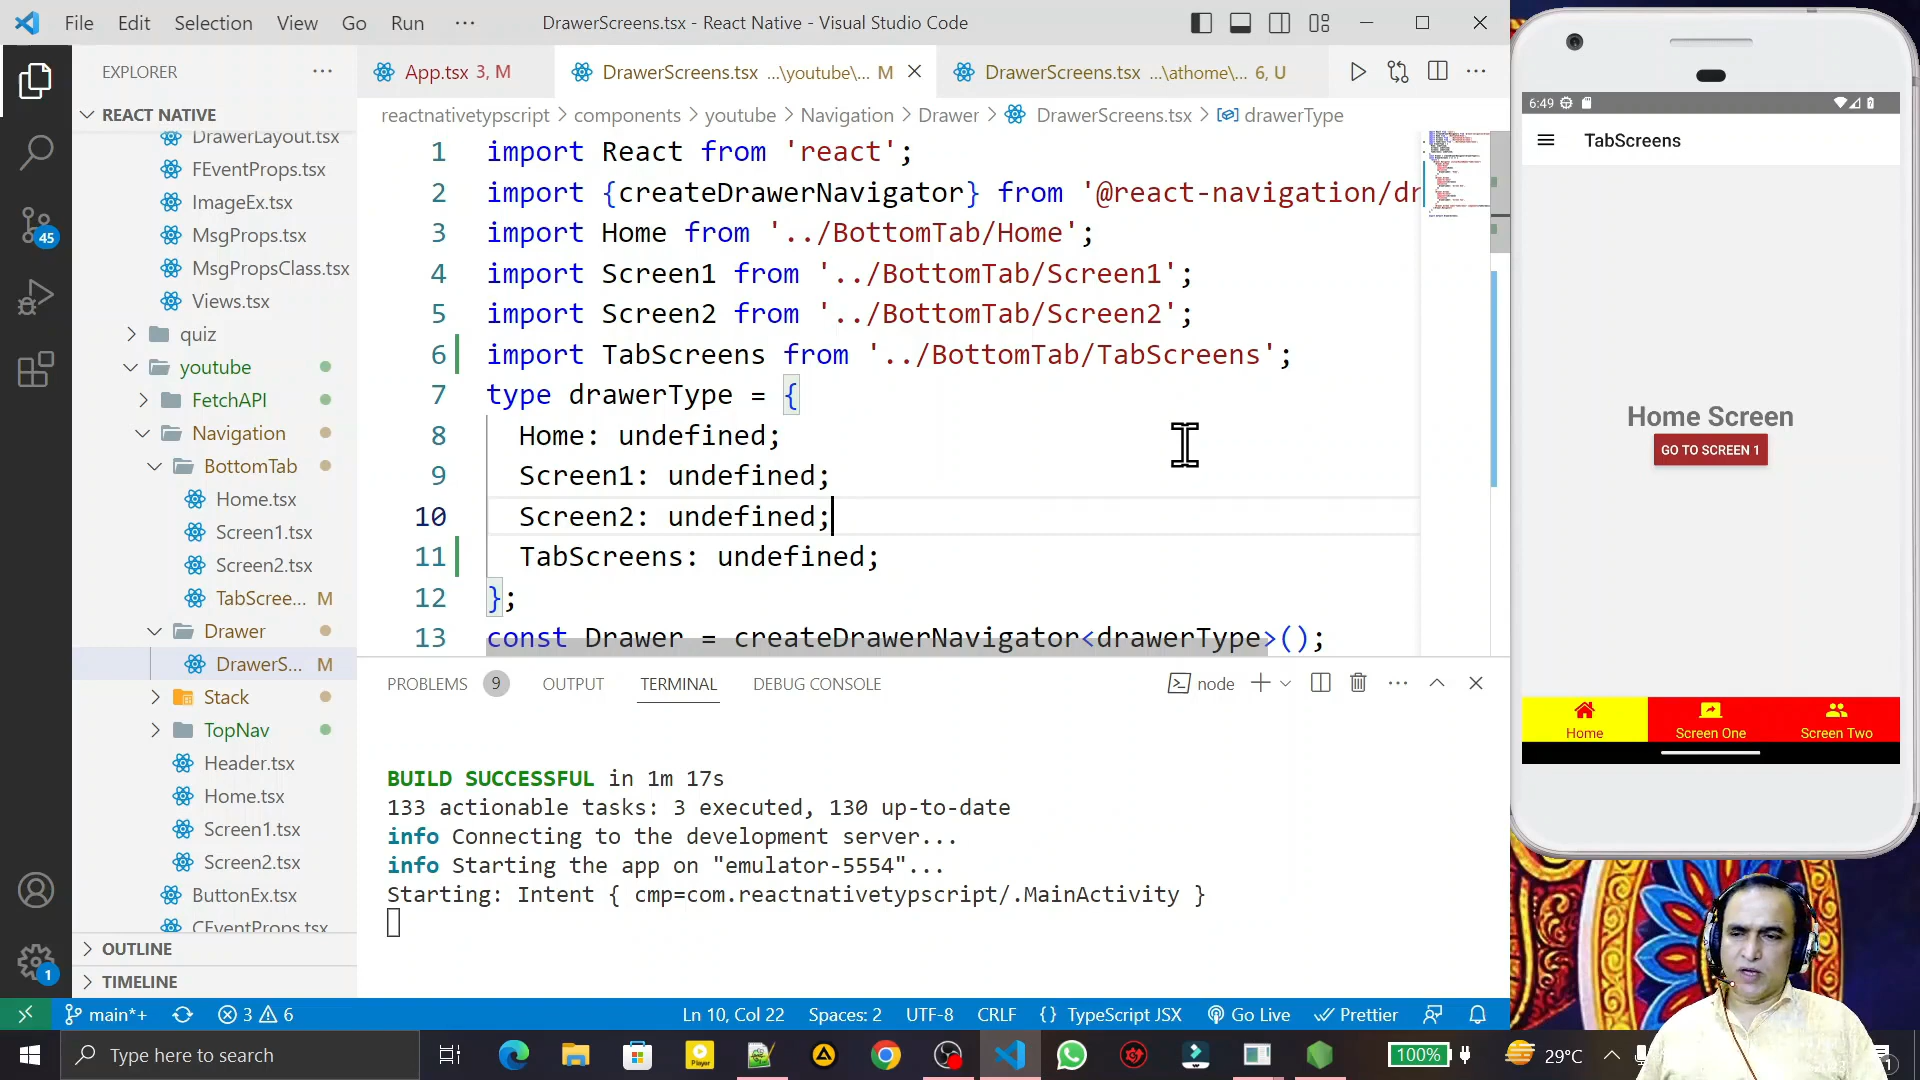 File Edit Selection View Go Run ··· DrawerScreens.tsx - React Native - Visual Studio Code
EXPLORER
REACT NATIVE
DrawerLayout.tsx
FEventProps.tsx
ImageEx.tsx
MsgProps.tsx
MsgPropsClass.tsx
Views.tsx
quiz
youtube
FetchAPI
Navigation
BottomTab
Home.tsx
Screen1.tsx
Screen2.tsx
TabScree... M
Drawer
DrawerS... M
Stack
TopNav
Header.tsx
Home.tsx
Screen1.tsx
Screen2.tsx
ButtonEx.tsx
CEventProps.tsx
OUTLINE
TIMELINE
45
1
App.tsx 3, M
DrawerScreens.tsx ...\youtube\... M
DrawerScreens.tsx ...\athome\... 6, U
reactnativetypscript > components > youtube > Navigation > Drawer > DrawerScreens.tsx > drawerType
1 import React from 'react';
2 import {createDrawerNavigator} from '@react-navigation/dr
3 import Home from '../BottomTab/Home';
4 import Screen1 from '../BottomTab/Screen1';
5 import Screen2 from '../BottomTab/Screen2';
6 import TabScreens from '../BottomTab/TabScreens';
7 type drawerType = {
8 Home: undefined;
9 Screen1: undefined;
10 Screen2: undefined;
11 TabScreens: undefined;
12 };
13 const Drawer = createDrawerNavigator<drawerType>();
PROBLEMS 9 OUTPUT TERMINAL DEBUG CONSOLE node
BUILD SUCCESSFUL in 1m 17s
133 actionable tasks: 3 executed, 130 up-to-date
info Connecting to the development server...
info Starting the app on "emulator-5554"...
Starting: Intent { cmp=com.reactnativetypscript/.MainActivity }
main*+ 3 6 Ln 10, Col 22 Spaces: 2 UTF-8 CRLF {} TypeScript JSX Go Live Prettier
Type here to search
Player
100%
29°C
1
6:49
TabScreens
Home Screen
GO TO SCREEN 1
Home Screen One Screen Two